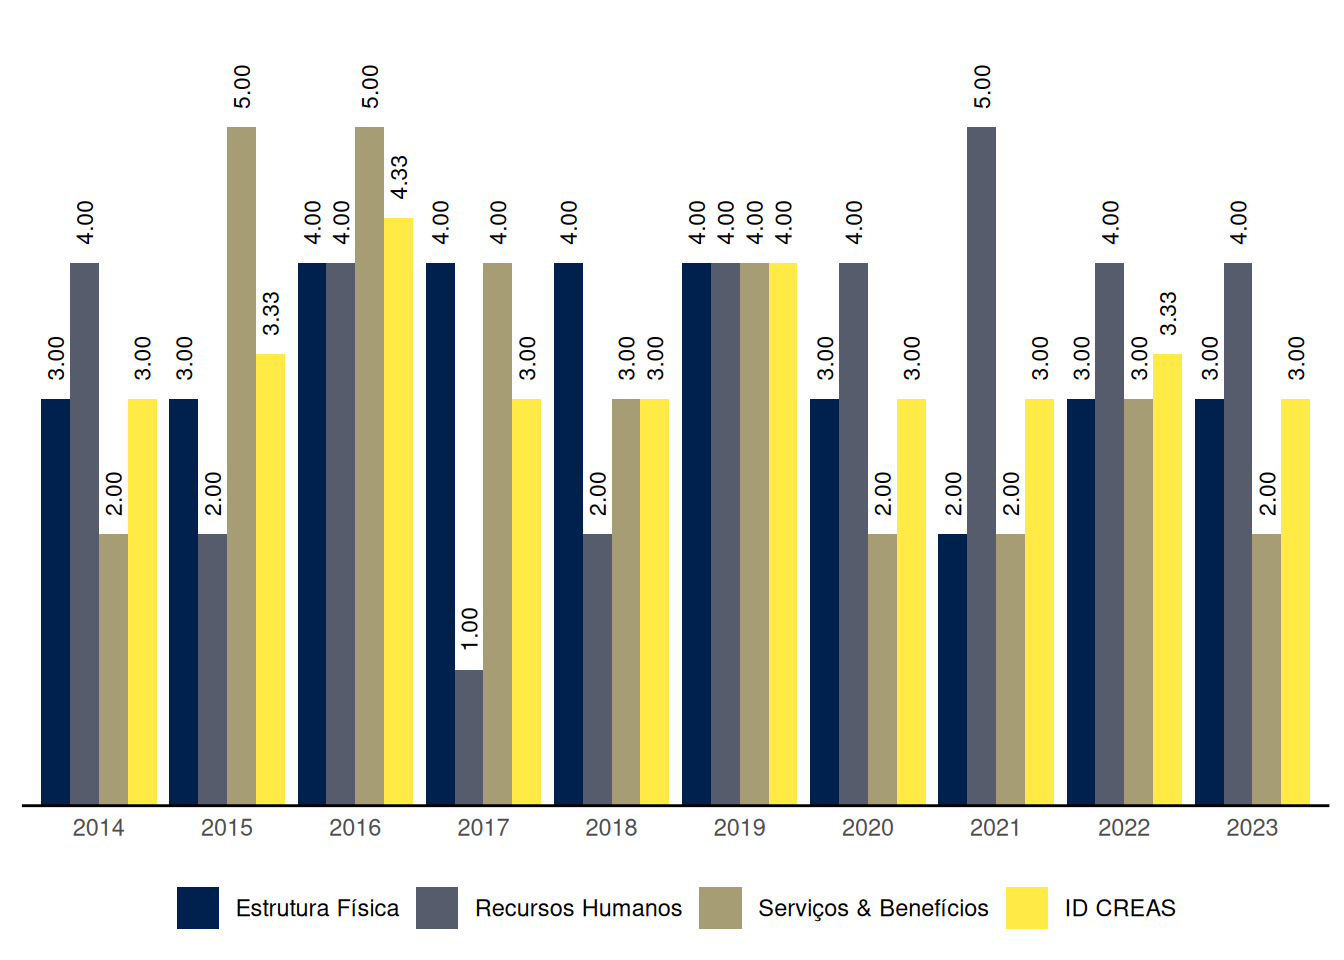 5.00 5.00 5.00
4.33
4.00 4.00 4.00 4.00 4.00 4.00 4.00 4.00 4.00 4.00 4.00 4.00 4.00
3.33 3.33
3.00 3.00 3.00 3.00 3.00 3.00 3.00 3.00 3.00 3.00 3.00 3.00 3.00
2.00 2.00 2.00 2.00 2.00 2.00 2.00
1.00
2014 2015 2016 2017 2018 2019 2020 2021 2022 2023
Estrutura Física Recursos Humanos Serviços & Benefícios ID CREAS